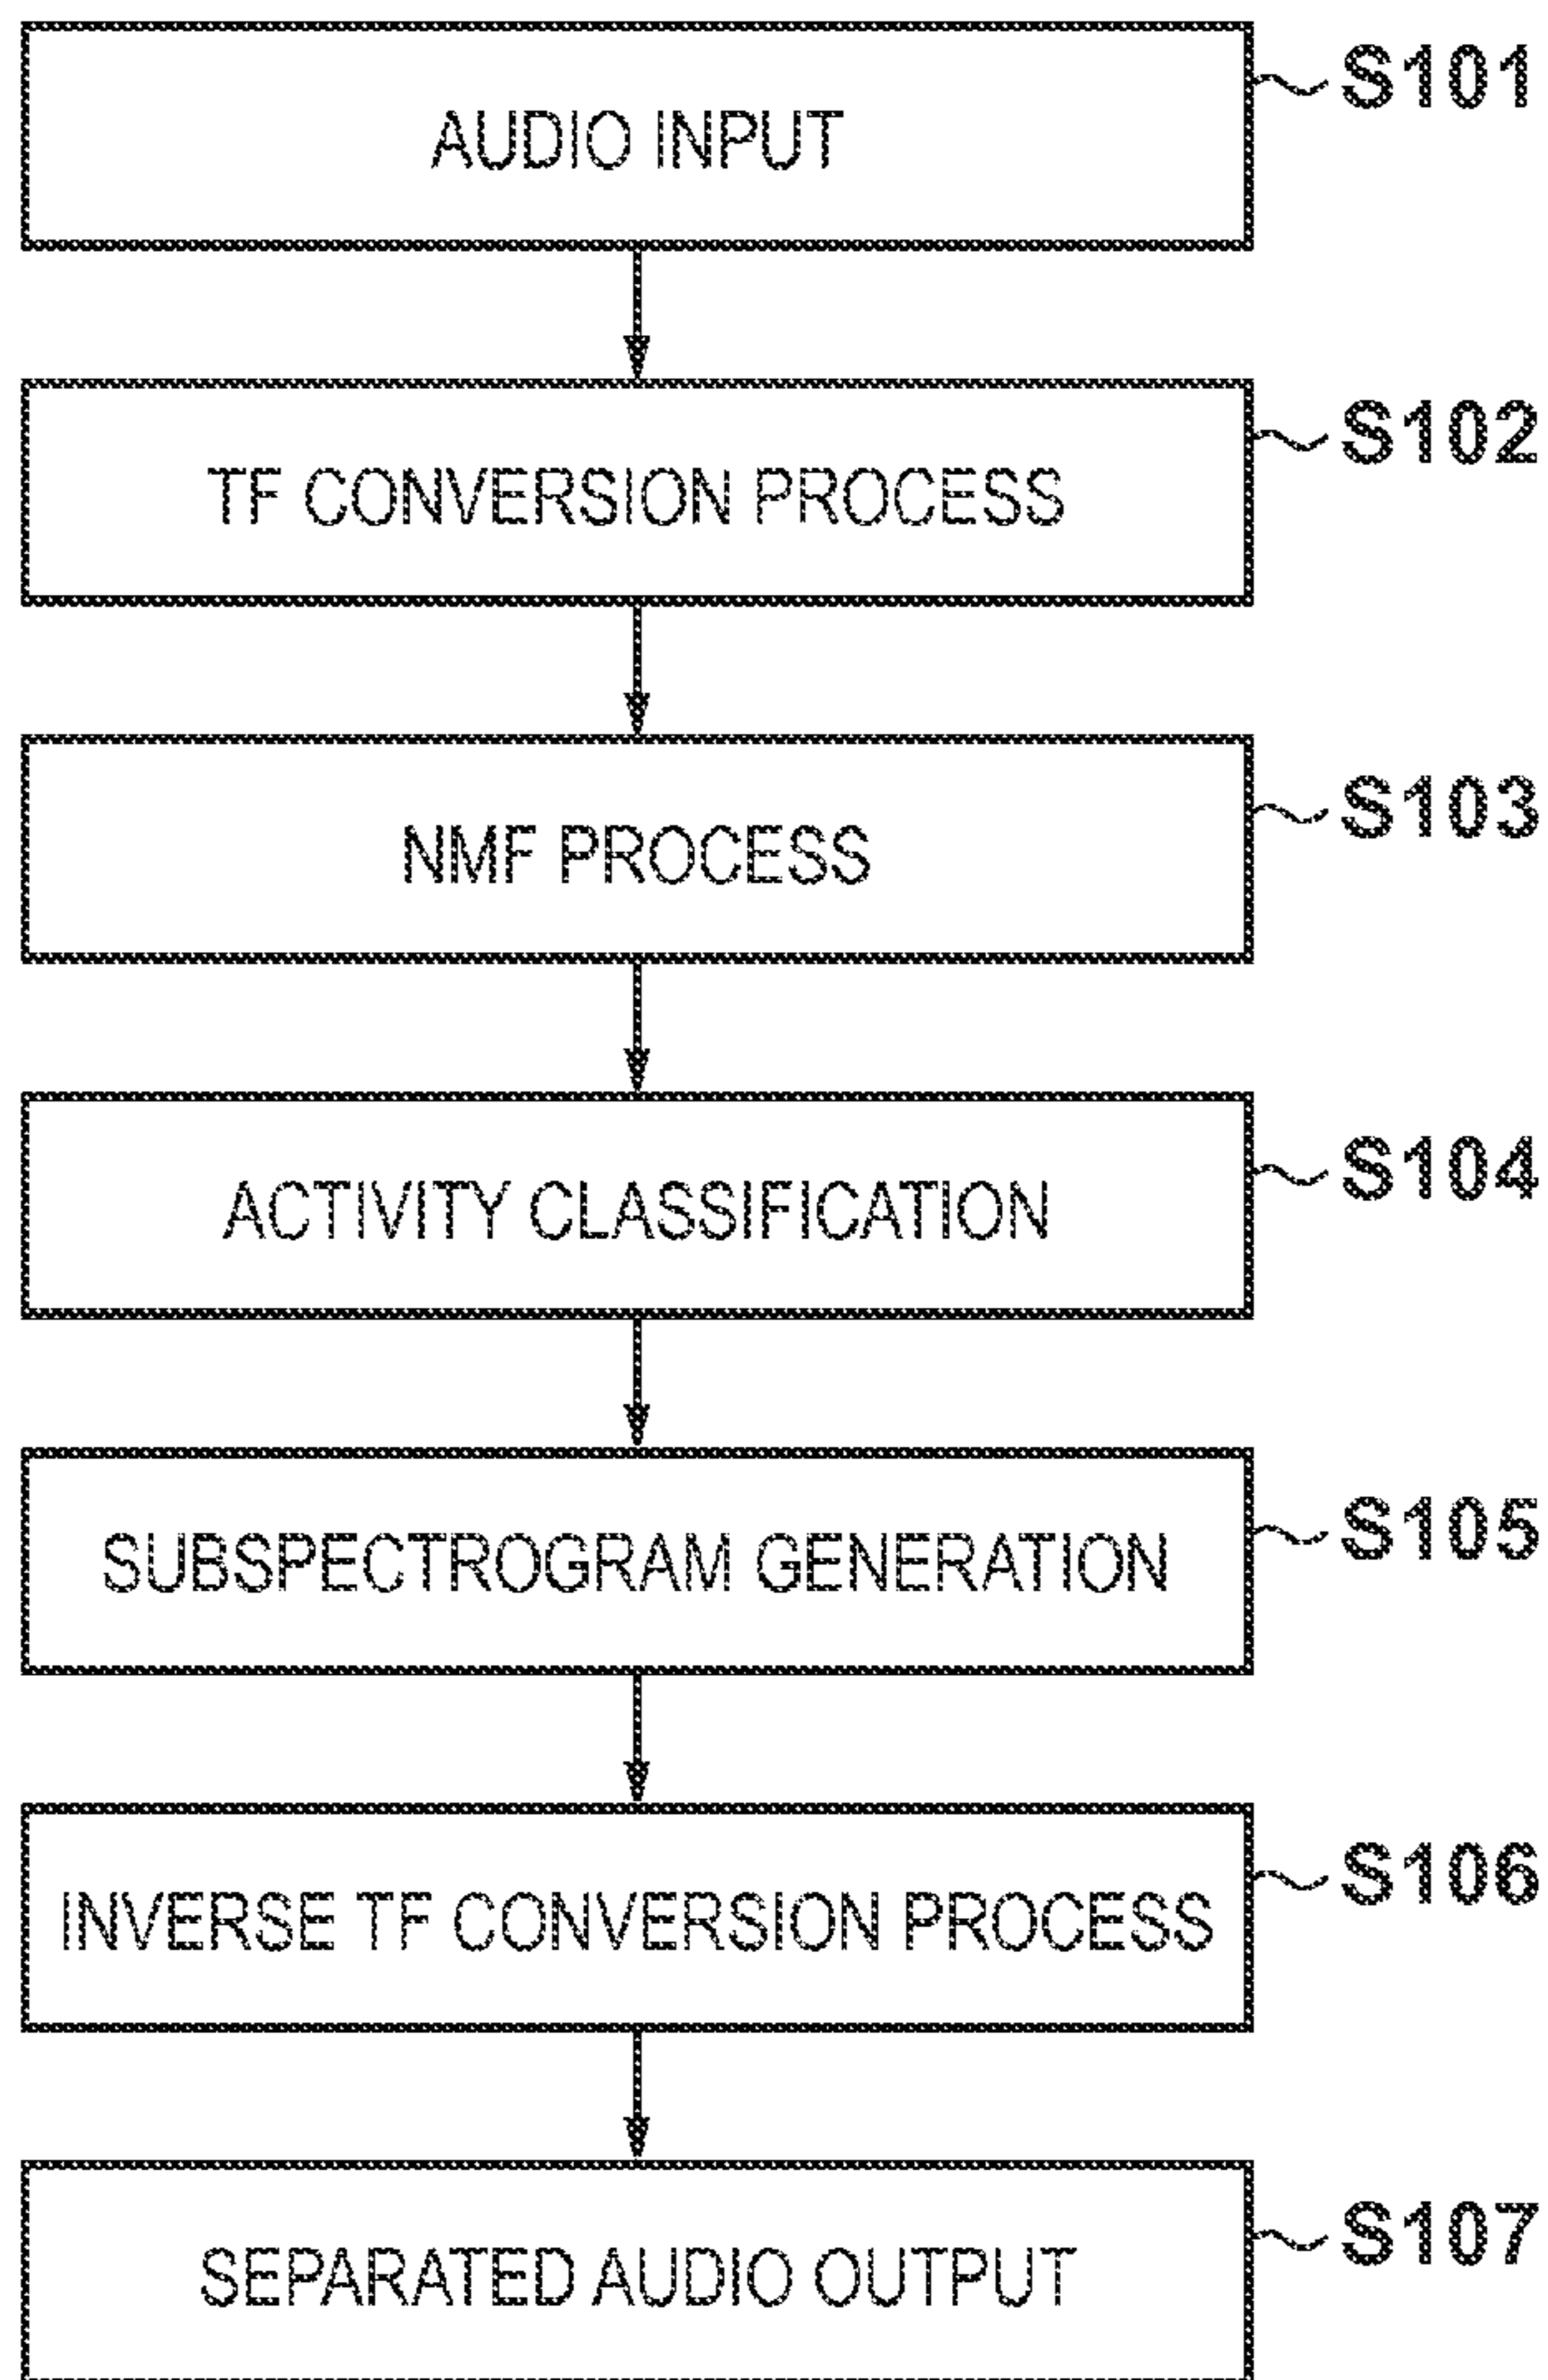 AUDIO INPUT S101
TF CONVERSION PROCESS S102
NMF PROCESS S103
ACTIVITY CLASSIFICATION S104
SUBSPECTROGRAM GENERATION S105
INVERSE TF CONVERSION PROCESS S106
SEPARATED AUDIO OUTPUT S107